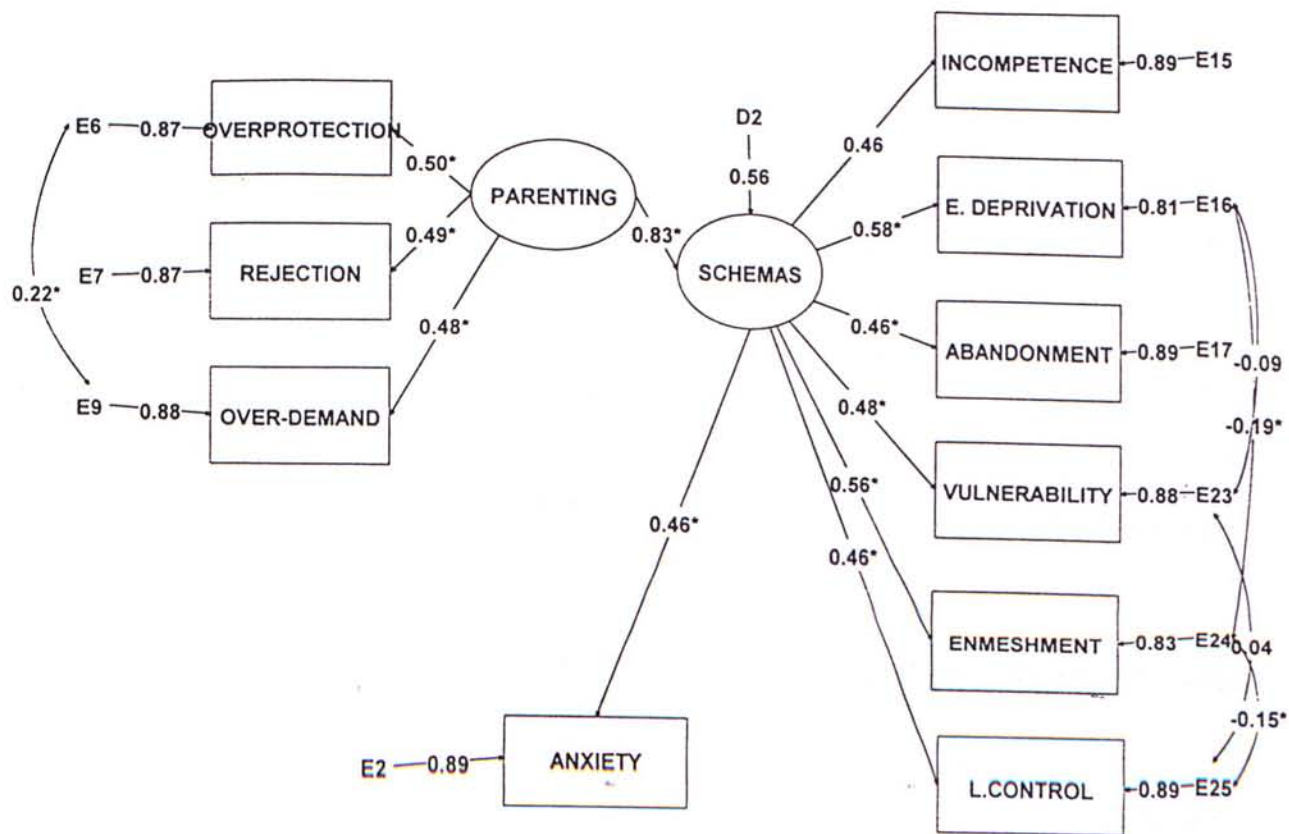 INCOMPETENCE
0.89
E15
E6
0.87
OVERPROTECTION
D2
0.50*
0.46
0.56
PARENTING
E. DEPRIVATION
0.81
E16
0.58*
0.49*
0.83*
E7
0.87
REJECTION
SCHEMAS
0.22*
0.48*
0.46*
ABANDONMENT
0.89
E17
-0.09
E9
0.88
OVER-DEMAND
0.48*
-0.19*
0.56*
VULNERABILITY
0.88
E23
0.46*
0.46*
ENMESHMENT
0.83
E24
0.04
-0.15*
E2
0.89
ANXIETY
L.CONTROL
0.89
E25